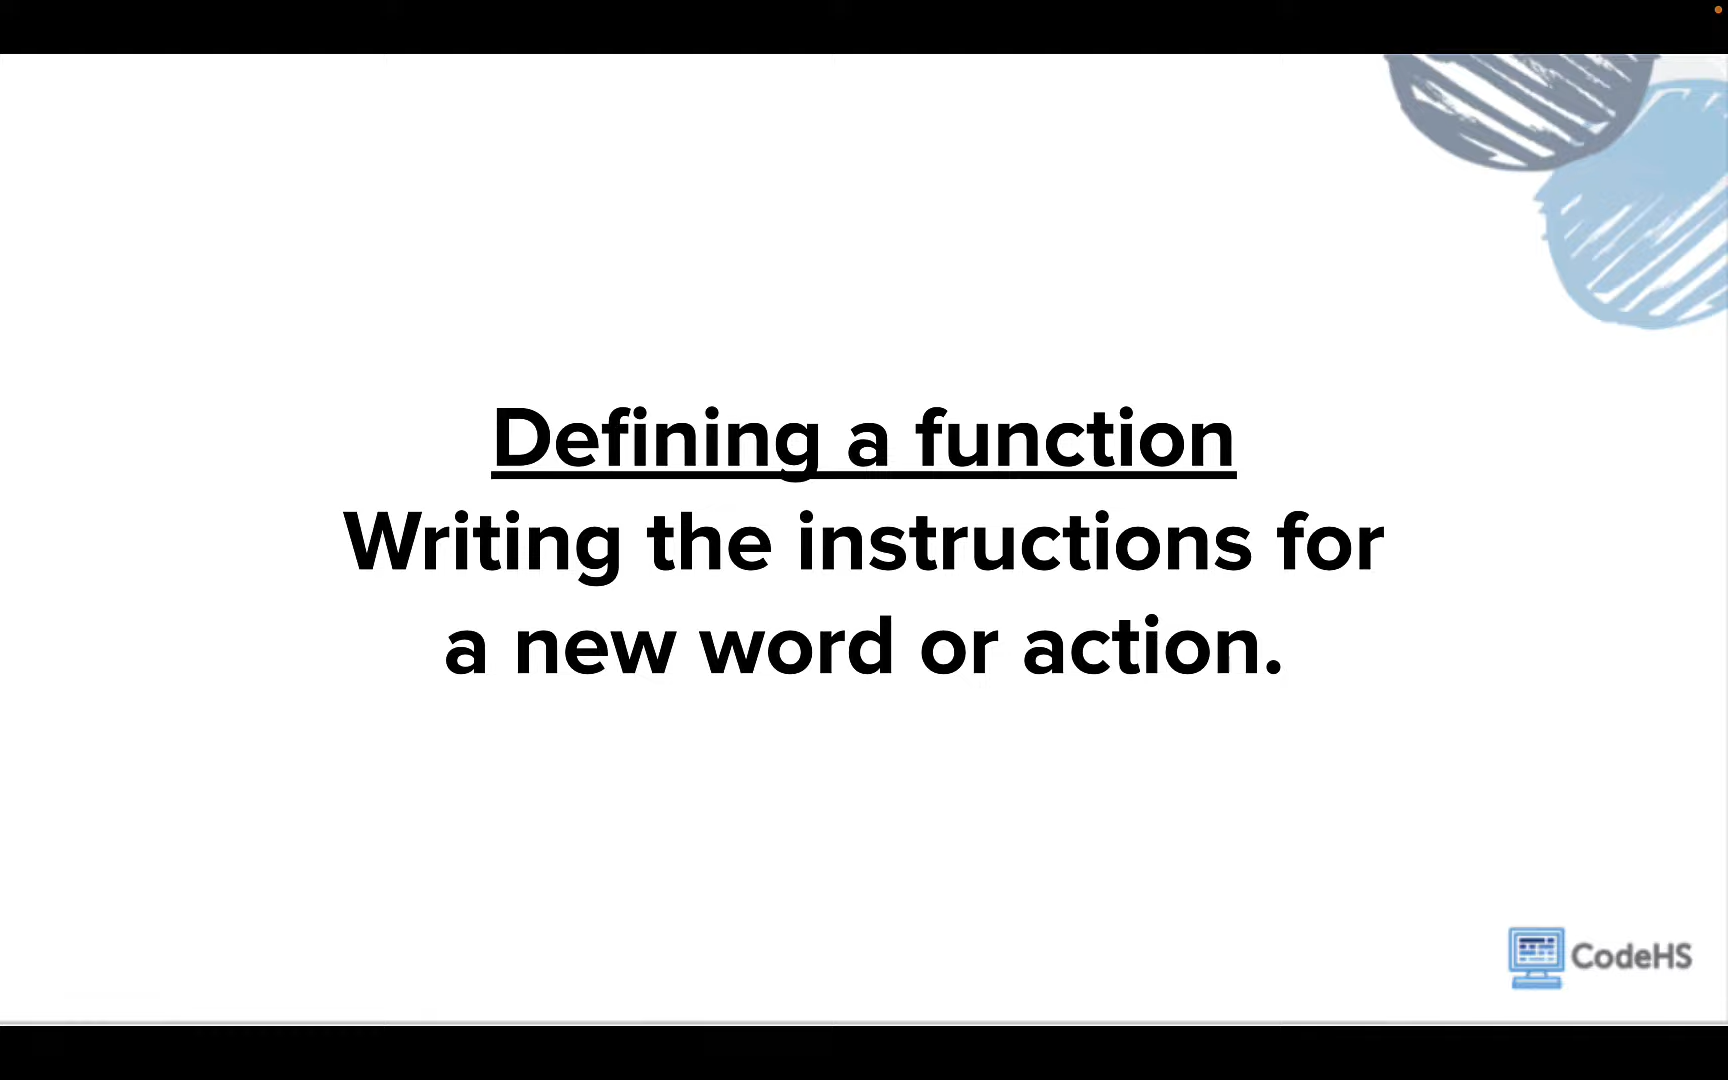 Defining a function
Writing the instructions for
a new word or action.
CodeHS